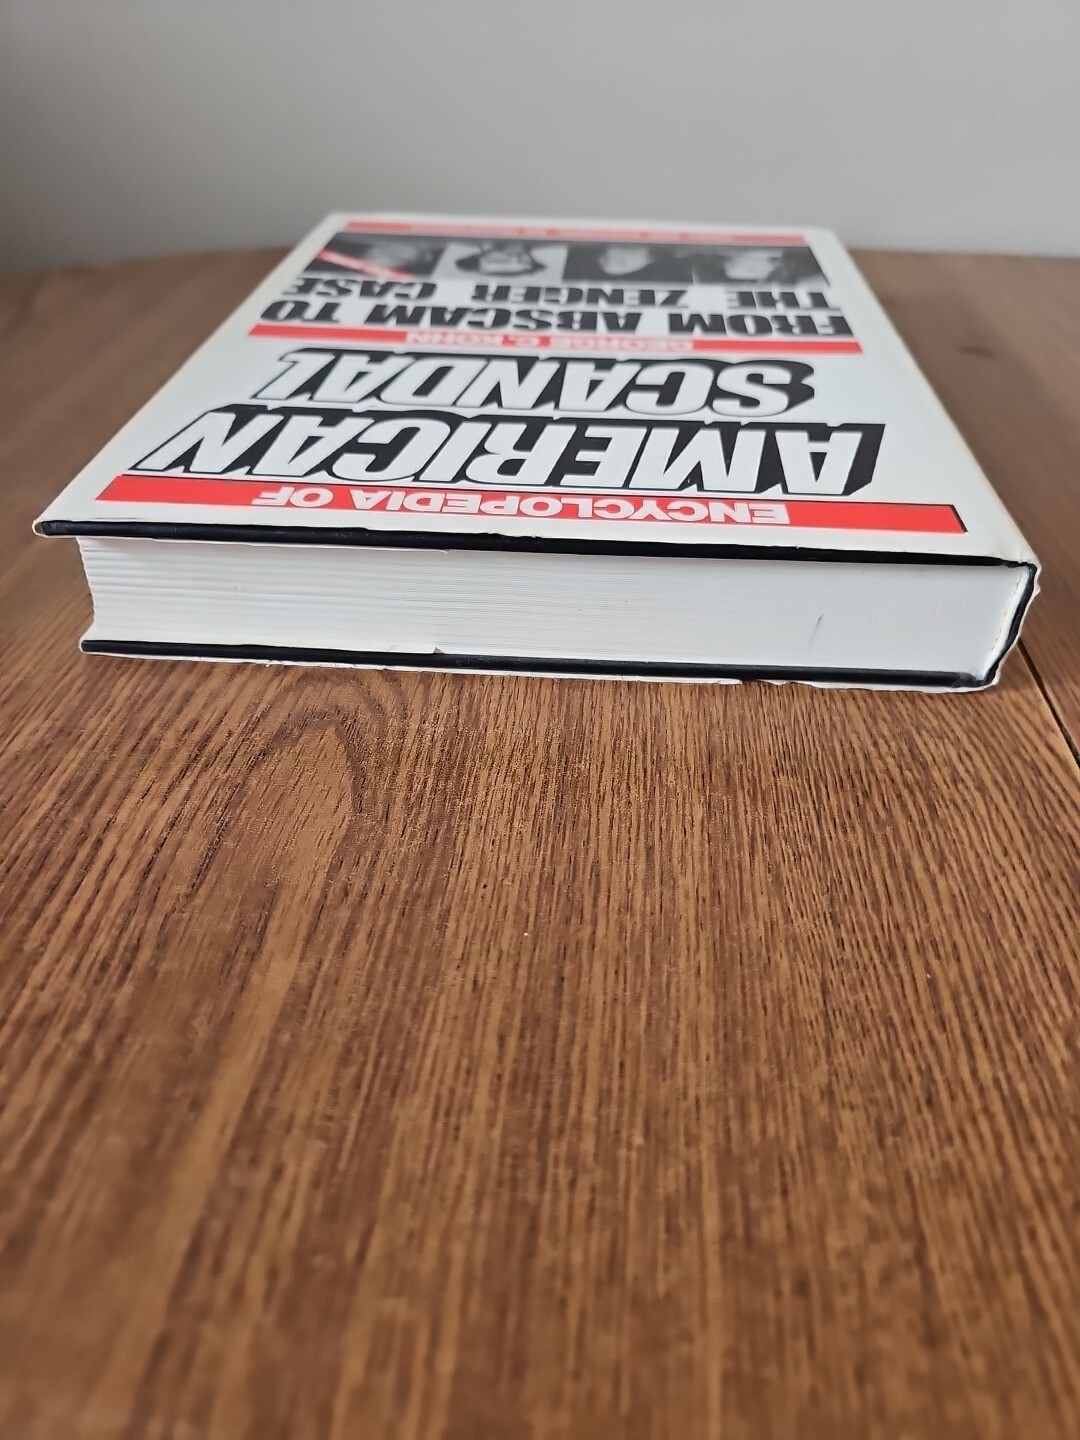 ENCYCLOPEDIA OF
AMERICAN
SCANDAL
GEORGE C. KOHN
FROM ABSCAM TO
THE ZENGER CASE